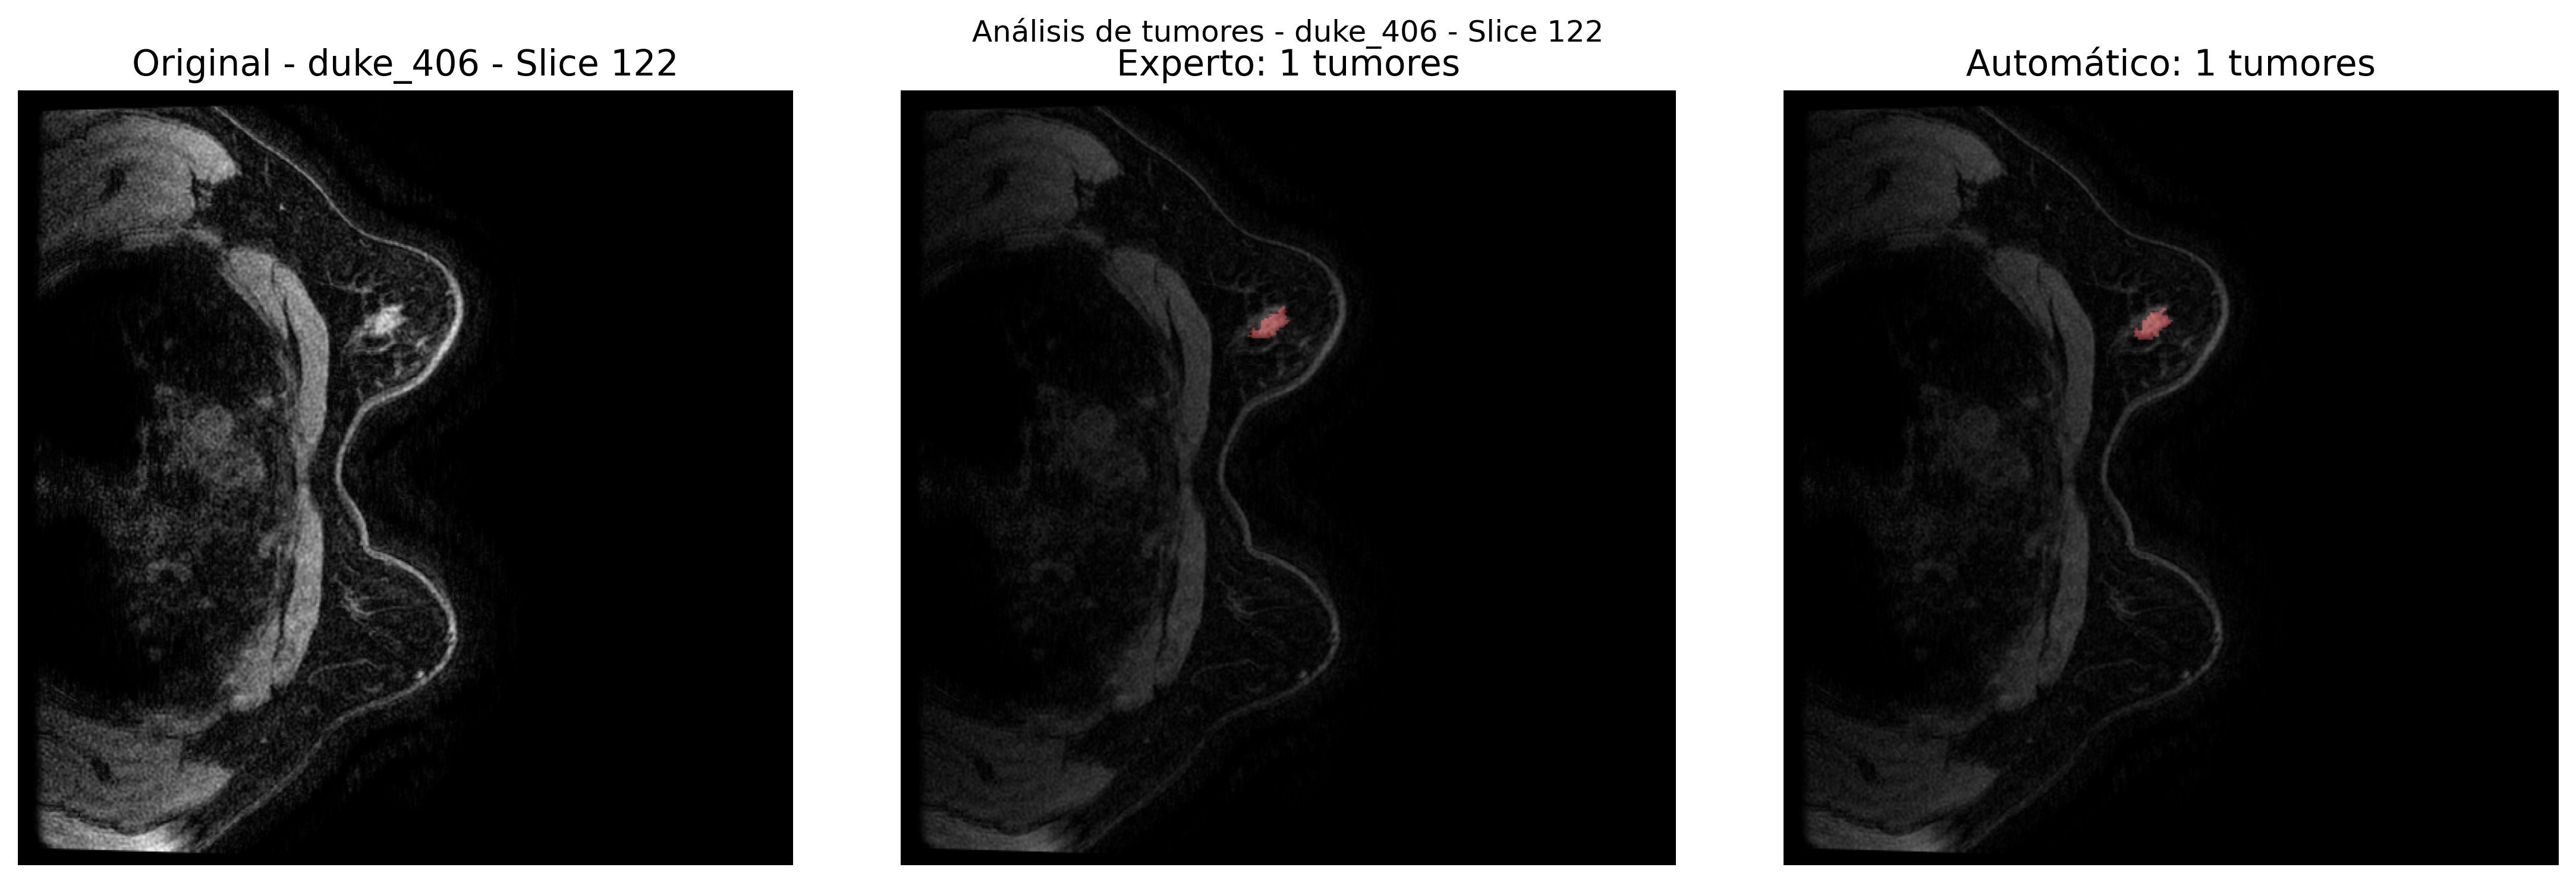 Análisis de tumores - duke_406 - Slice 122
Original - duke_406 - Slice 122
Experto: 1 tumores
Automático: 1 tumores